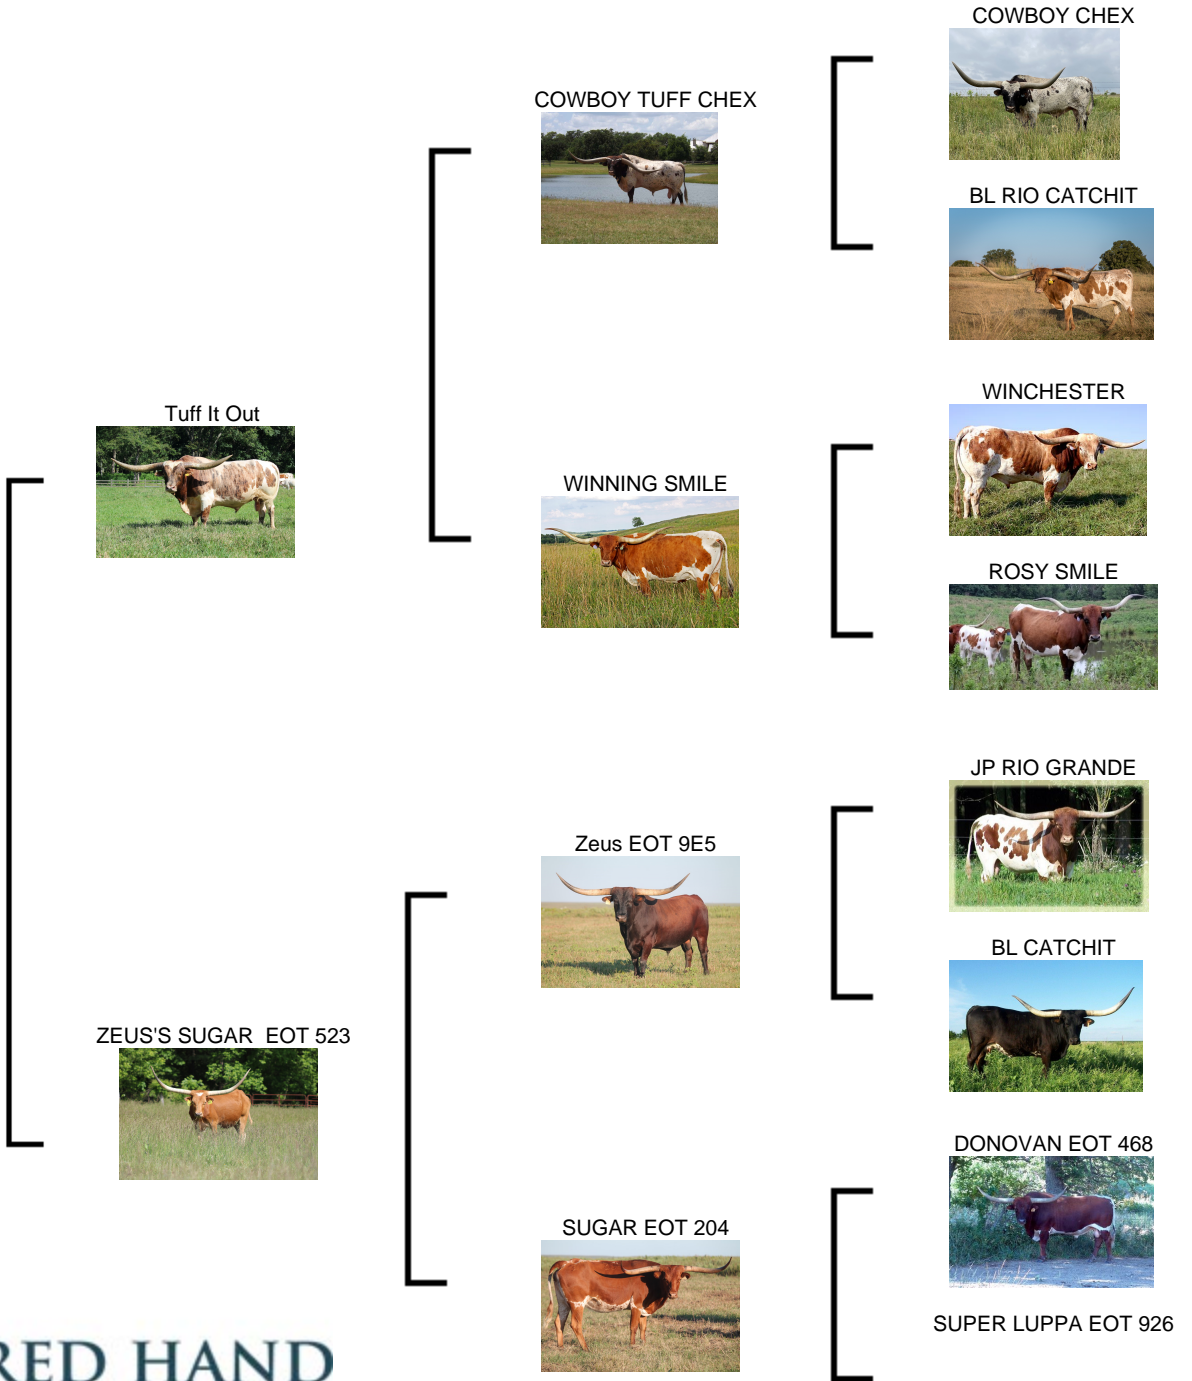 COWBOY CHEX
COWBOY TUFF CHEX
BL RIO CATCHIT
Tuff It Out
WINCHESTER
WINNING SMILE
ROSY SMILE
JP RIO GRANDE
Zeus EOT 9E5
BL CATCHIT
ZEUS'S SUGAR  EOT 523
DONOVAN EOT 468
SUGAR EOT 204
SUPER LUPPA EOT 926
RED HAND